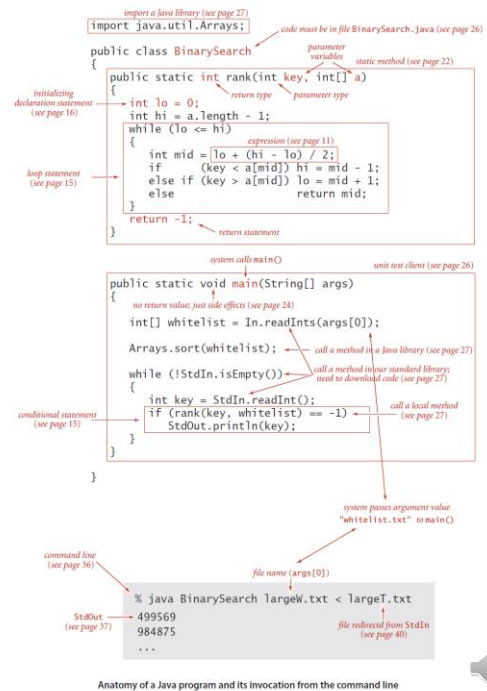 import a Java library (see page 27)
import java.util.Arrays;
code must be in file BinarySearch.java (see page 26)
public class BinarySearch
{
parameter variables
static method (see page 22)
public static int rank(int key, int[] a)
{
return type
parameter type
initializing declaration statement (see page 16)
int lo = 0;
int hi = a.length - 1;
while (lo <= hi)
{
expression (see page 11)
int mid = lo + (hi - lo) / 2;
if (key < a[mid]) hi = mid - 1;
else if (key > a[mid]) lo = mid + 1;
else return mid;
}
loop statement (see page 15)
return -1;
}
return statement
system calls main()
unit test client (see page 26)
public static void main(String[] args)
{
no return value; just side effects (see page 24)
int[] whitelist = In.readInts(args[0]);
Arrays.sort(whitelist);
call a method in a Java library (see page 27)
while (!StdIn.isEmpty())
call a method in our standard library;
need to download code (see page 27)
{
int key = StdIn.readInt();
if (rank(key, whitelist) == -1)
StdOut.println(key);
call a local method
(see page 27)
conditional statement
(see page 15)
}
}
}
system passes argument value
"whitelist.txt" to main()
command line
(see page 36)
file name (args[0])
% java BinarySearch largeW.txt < largeT.txt
StdOut
(see page 37)
499569
984875
...
file redirectd from StdIn
(see page 40)
Anatomy of a Java program and its invocation from the command line